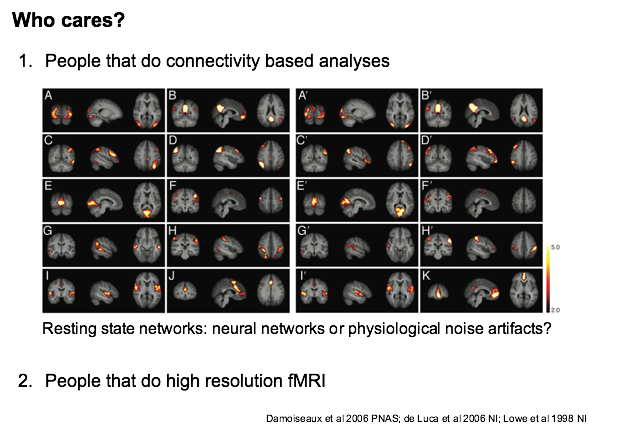 Who cares?
1. People that do connectivity based analyses
A B A' B'
C D C' D'
E F E' F'
G H G' H'
5.0
I J I' K
2.0
Resting state networks: neural networks or physiological noise artifacts?
2. People that do high resolution fMRI
Damoiseaux et al 2006 PNAS; de Luca et al 2006 NI; Lowe et al 1998 NI